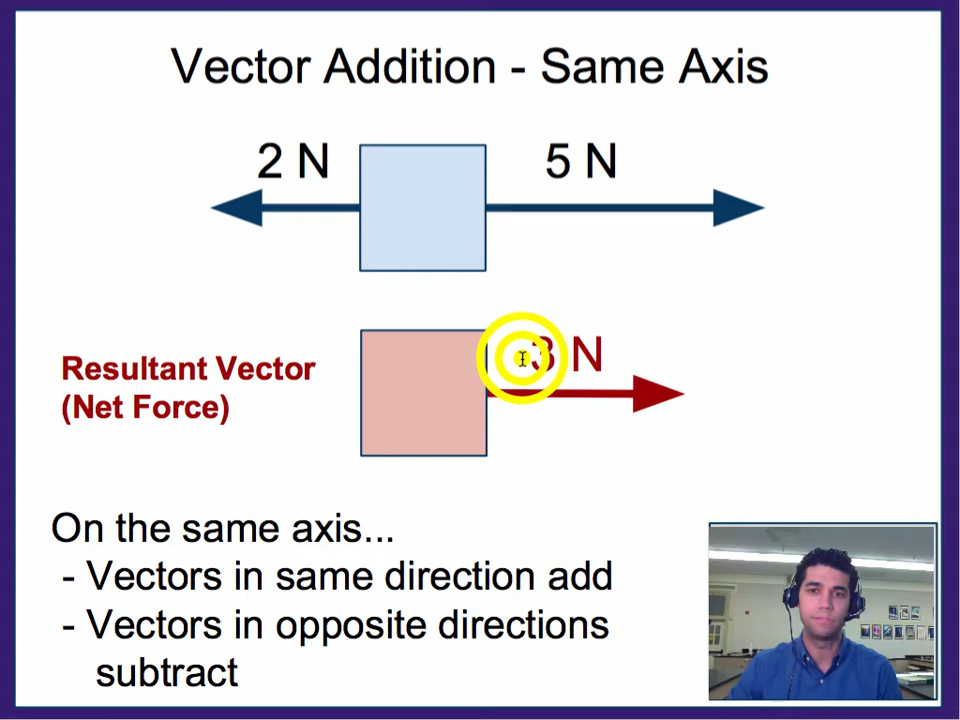 Vector Addition - Same Axis
2 N
5 N
3 N
Resultant Vector
(Net Force)
On the same axis...
- Vectors in same direction add
- Vectors in opposite directions
subtract